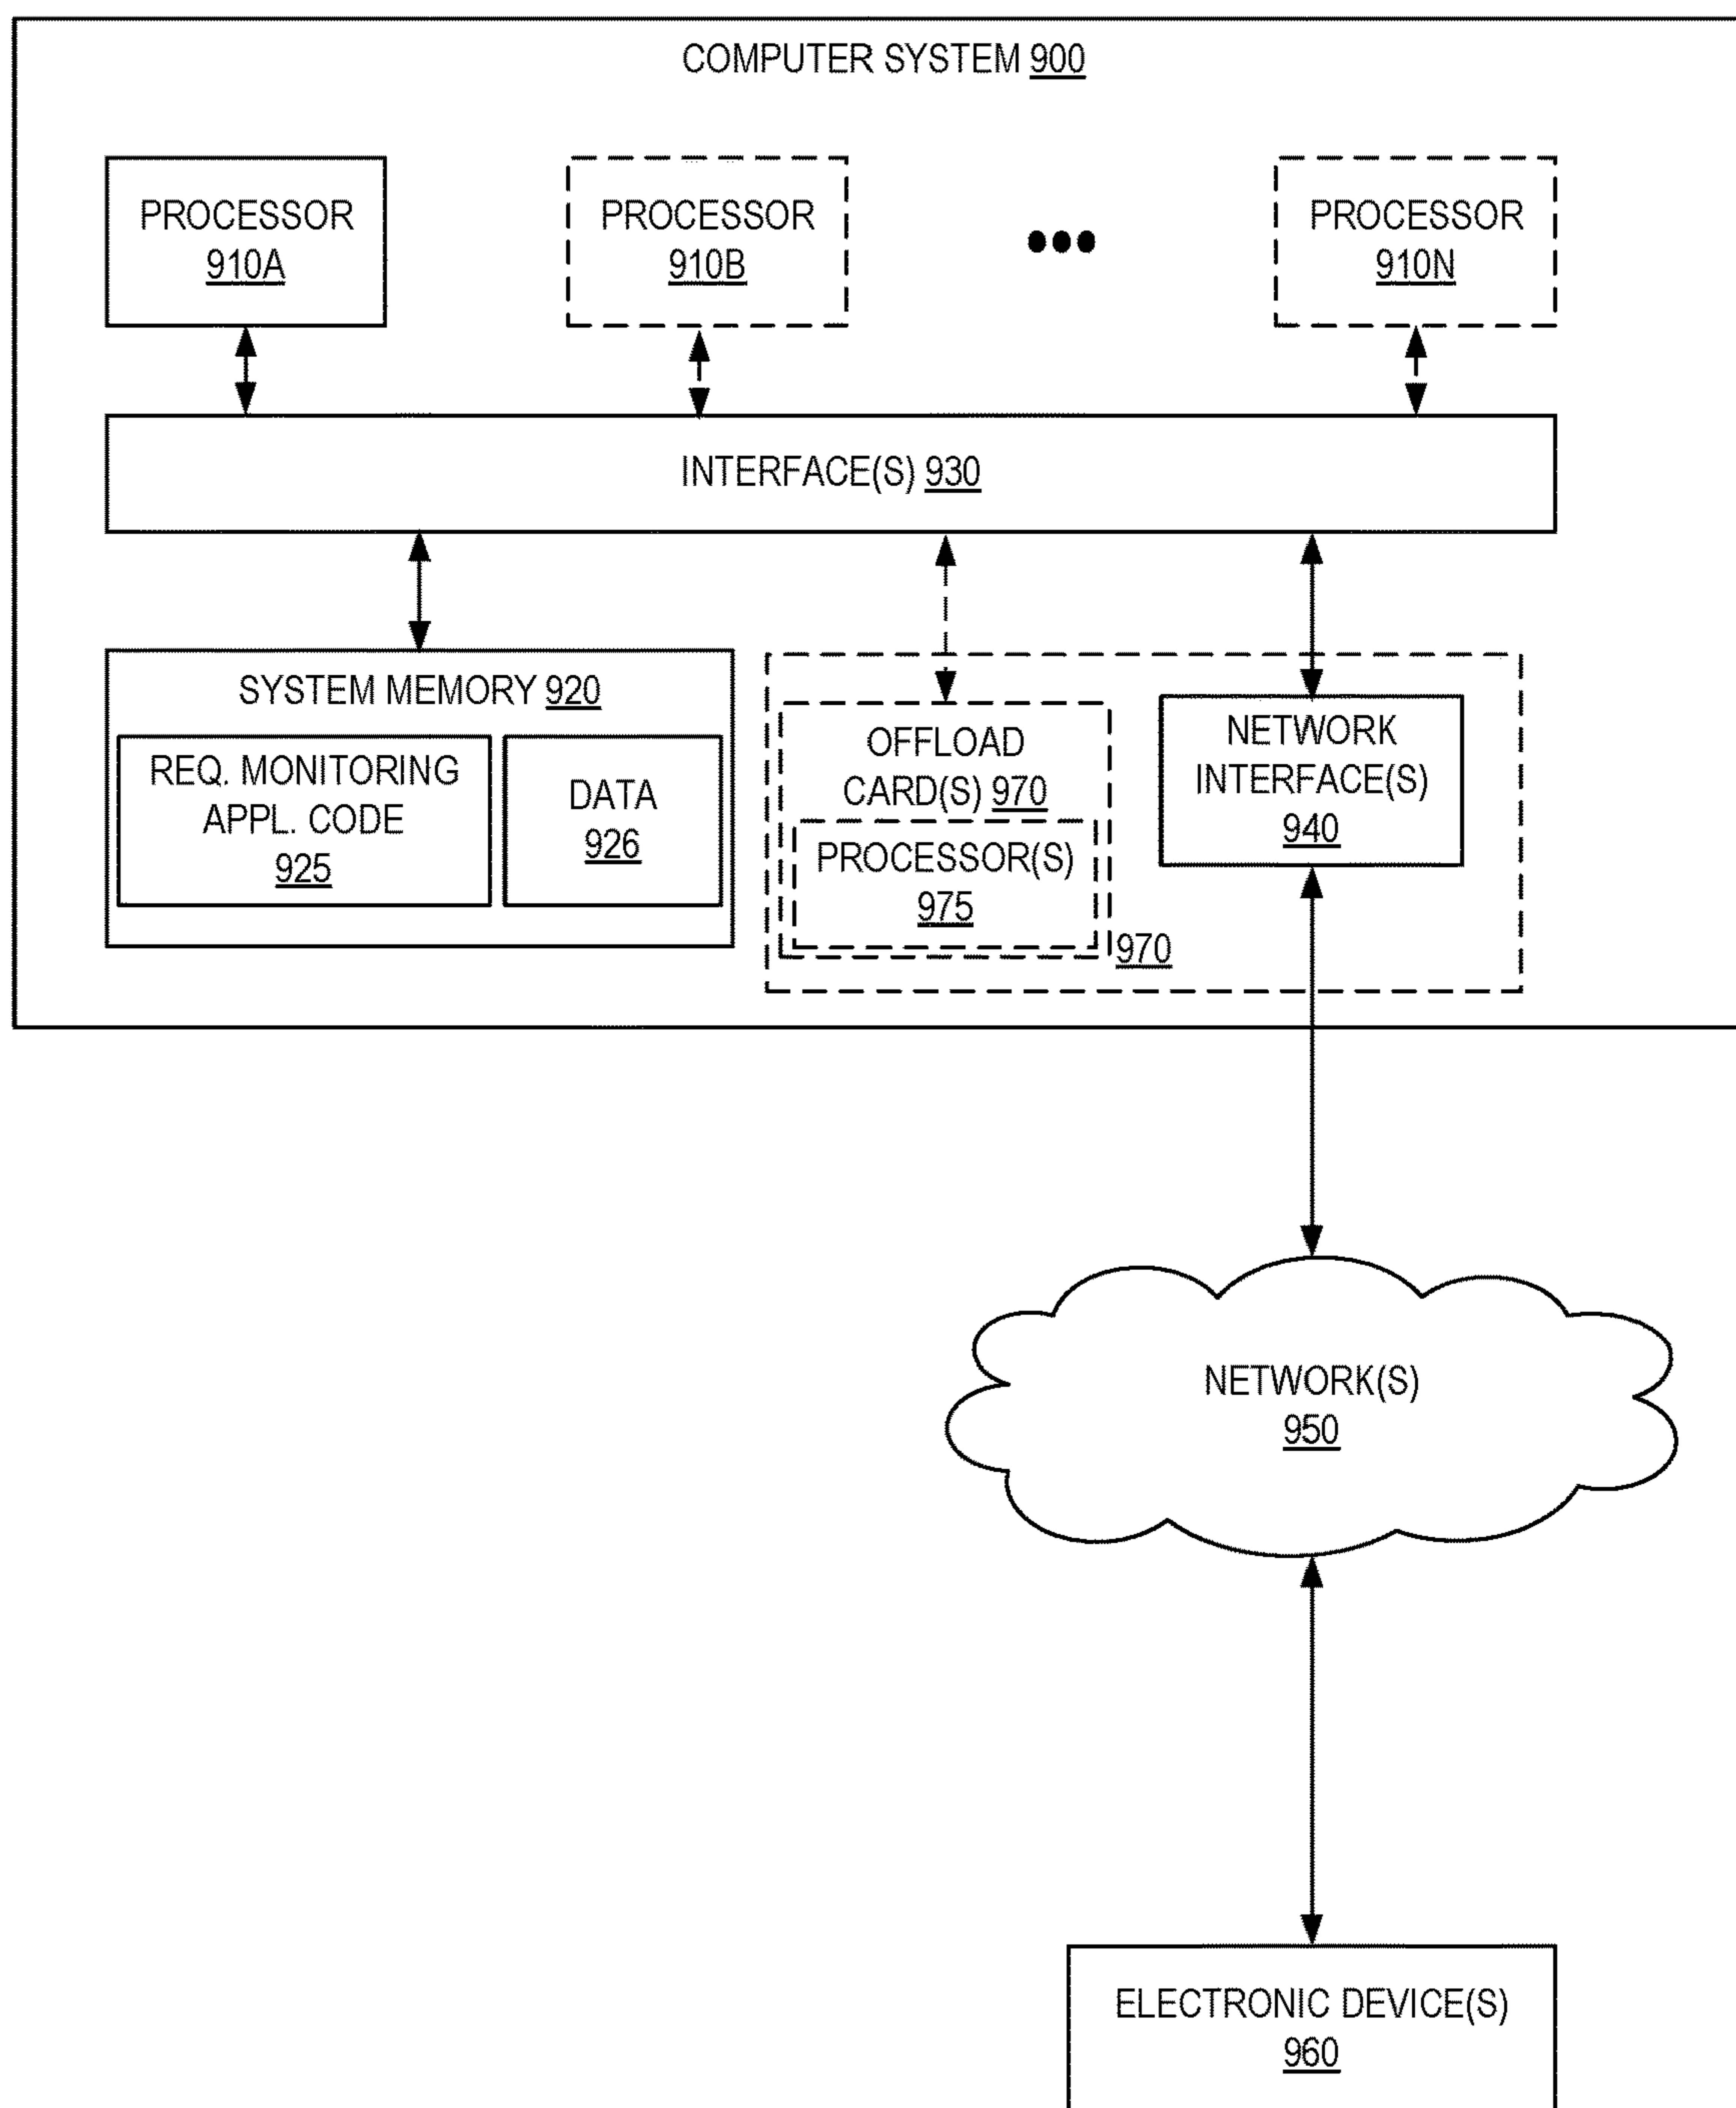 COMPUTER SYSTEM 900
PROCESSOR
910A
PROCESSOR
910B
PROCESSOR
910N
INTERFACE(S) 930
SYSTEM MEMORY 920
REQ. MONITORING
APPL. CODE
925
DATA
926
OFFLOAD
CARD(S) 970
PROCESSOR(S)
975
970
NETWORK
INTERFACE(S)
940
NETWORK(S)
950
ELECTRONIC DEVICE(S)
960